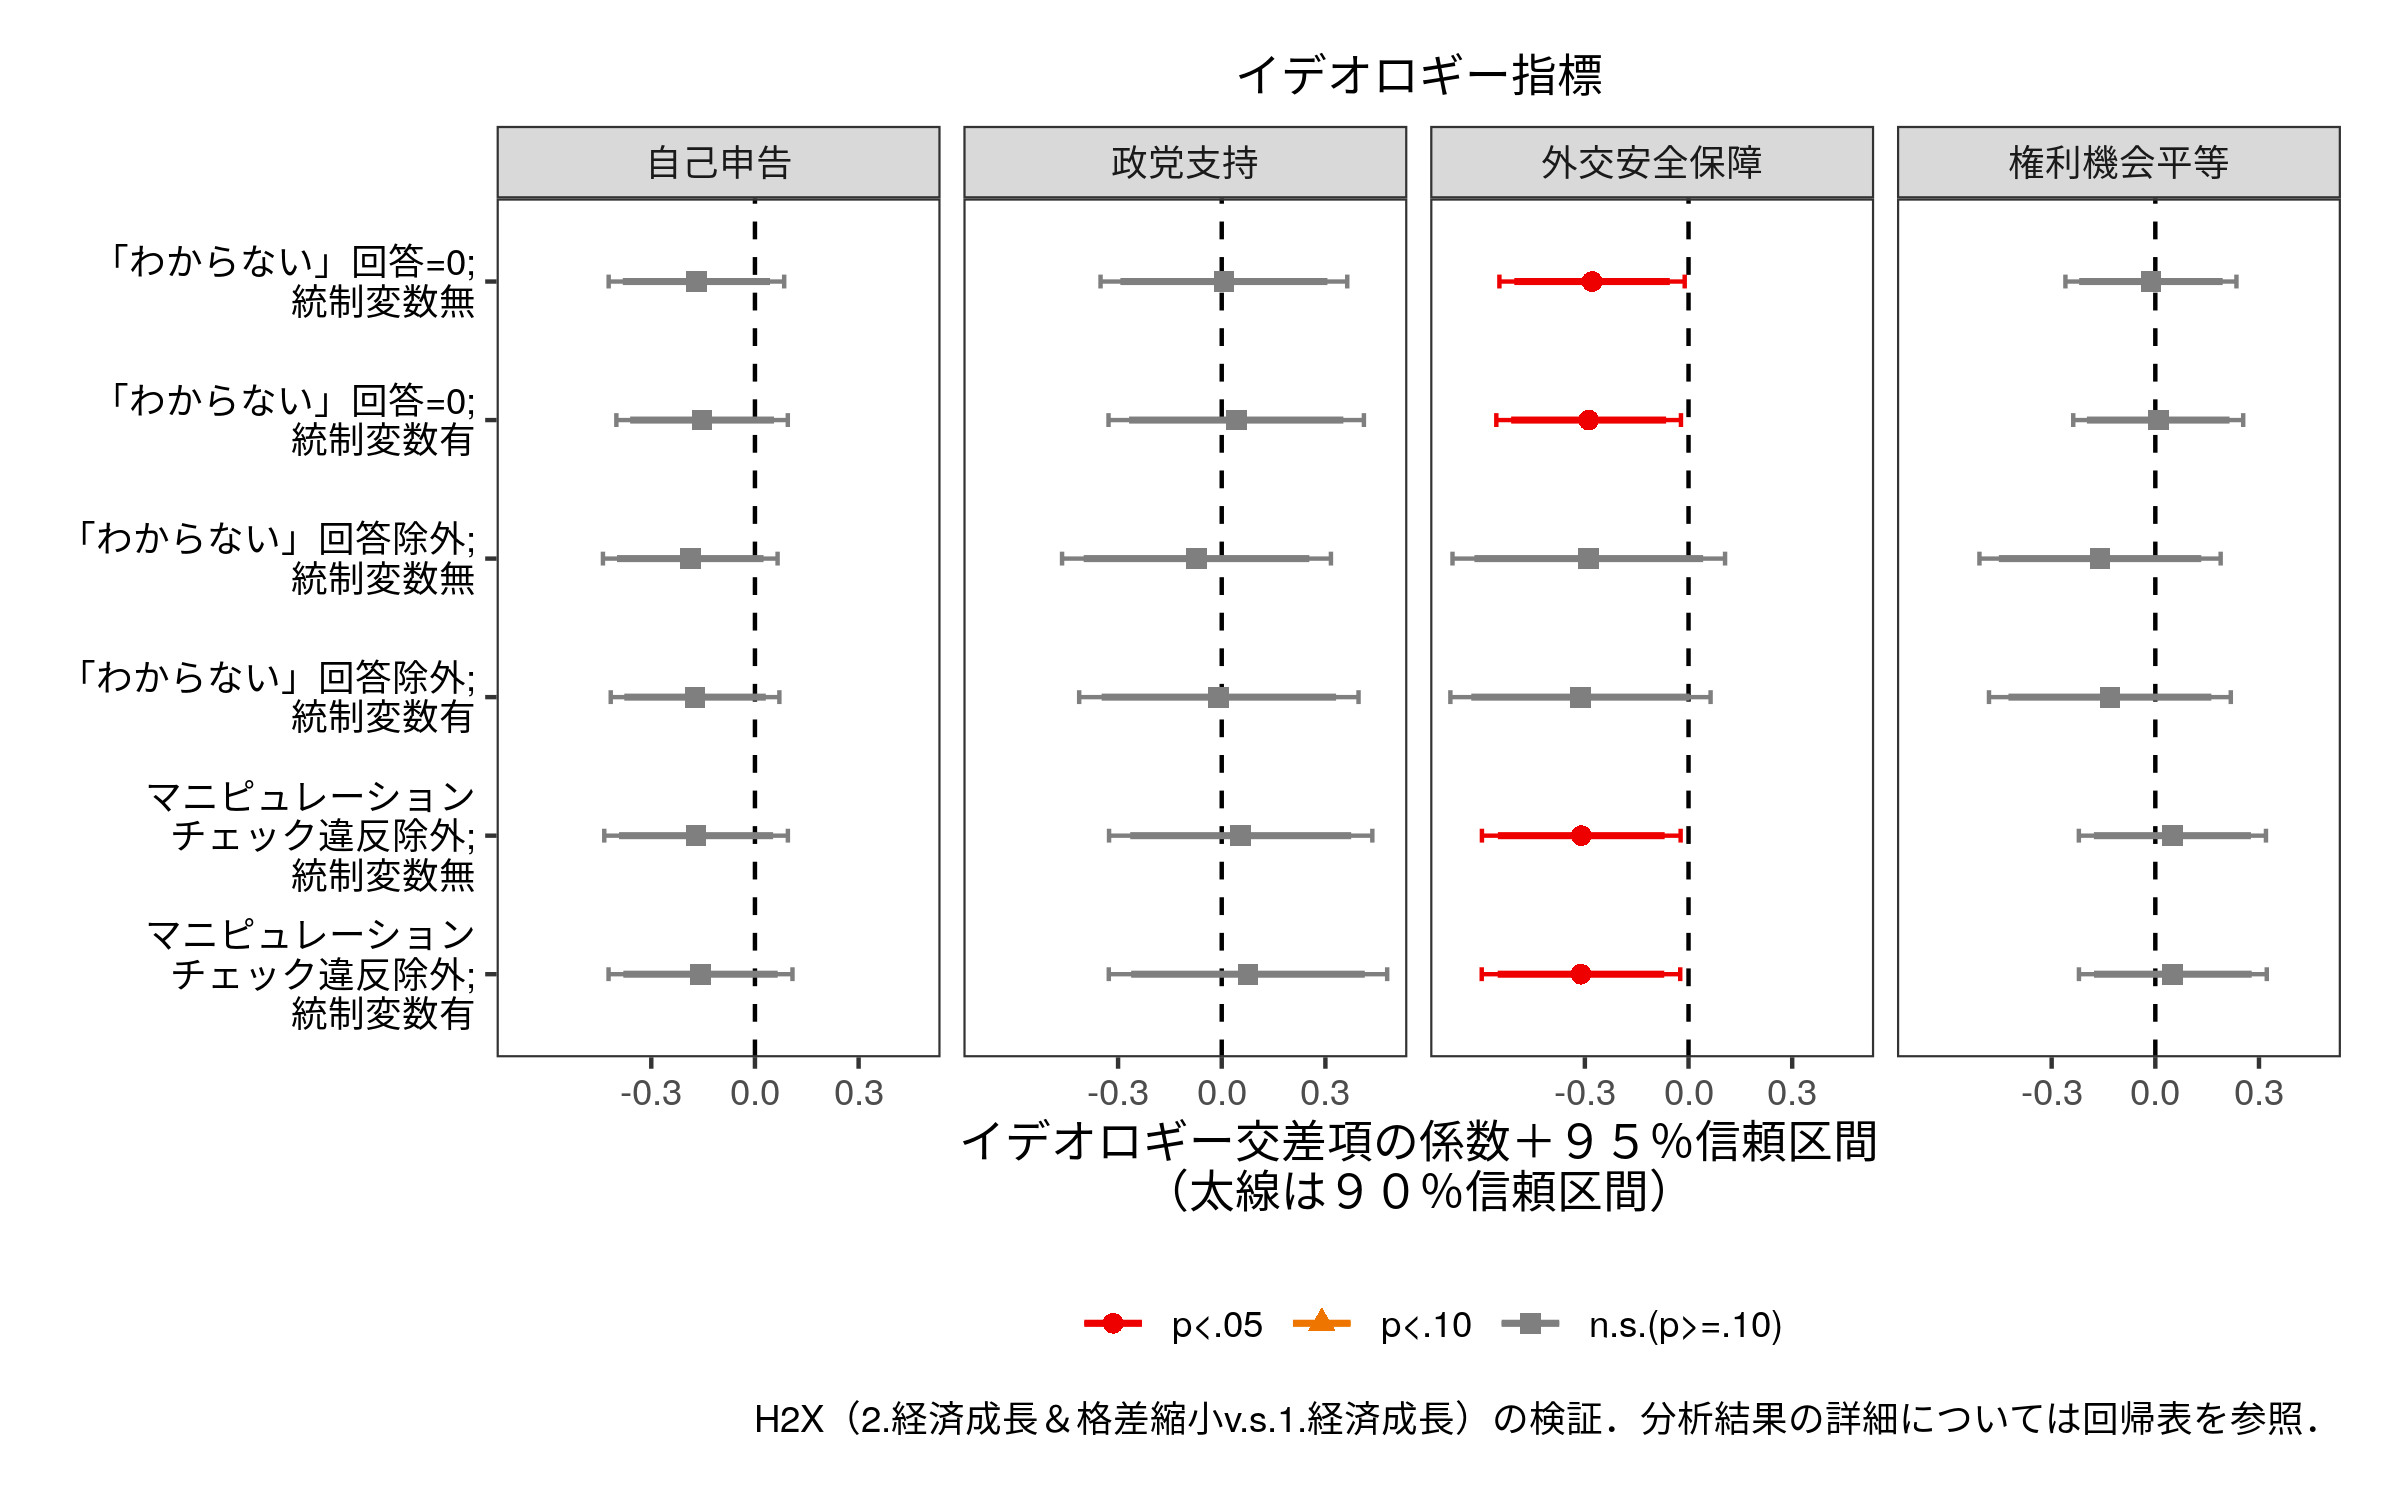 イデオロギー指標
自己申告
政党支持
外交安全保障
権利機会平等
「わからない」回答=0;
統制変数無
「わからない」回答=0;
統制変数有
「わからない」回答除外;
統制変数無
「わからない」回答除外;
統制変数有
マニピュレーション
チェック違反除外;
統制変数無
マニピュレーション
チェック違反除外;
統制変数有
-0.3 0.0 0.3 -0.3 0.0 0.3 -0.3 0.0 0.3 -0.3 0.0 0.3
イデオロギー交差項の係数＋９５％信頼区間
（太線は９０％信頼区間）
p<.05 p<.10 n.s.(p>=.10)
H2X（2.経済成長＆格差縮小v.s.1.経済成長）の検証．分析結果の詳細については回帰表を参照．